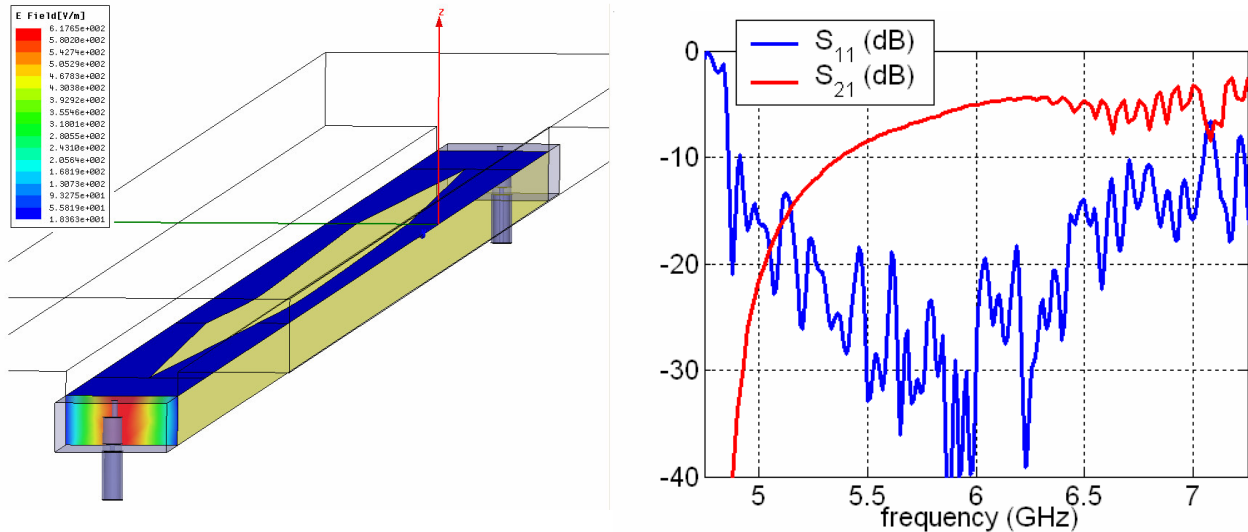 E Field[V/m]
6.1765e+002
5.8020e+002
5.4274e+002
5.0529e+002
4.6783e+002
4.3038e+002
3.9292e+002
3.5546e+002
3.1801e+002
2.8055e+002
2.4310e+002
2.0564e+002
1.6819e+002
1.3073e+002
9.3275e+001
5.5819e+001
1.8363e+001
z
S11 (dB)
S21 (dB)
0
-10
-20
-30
-40
5
5.5
6
6.5
7
frequency (GHz)